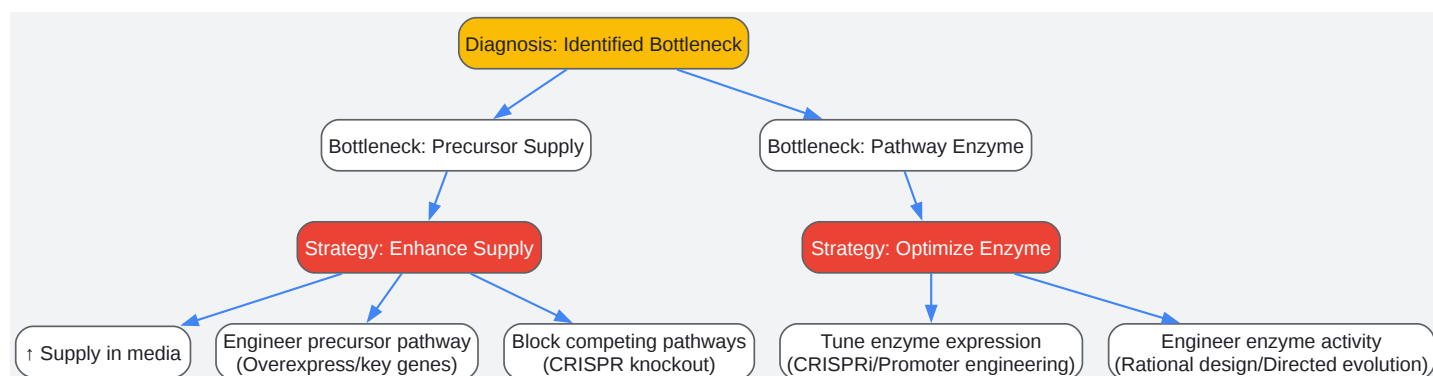 Diagnosis: Identified Bottleneck
Bottleneck: Precursor Supply
Bottleneck: Pathway Enzyme
Strategy: Enhance Supply
Strategy: Optimize Enzyme
↑ Supply in media
Engineer precursor pathway
(Overexpress/key genes)
Block competing pathways
(CRISPR knockout)
Tune enzyme expression
(CRISPRi/Promoter engineering)
Engineer enzyme activity
(Rational design/Directed evolution)